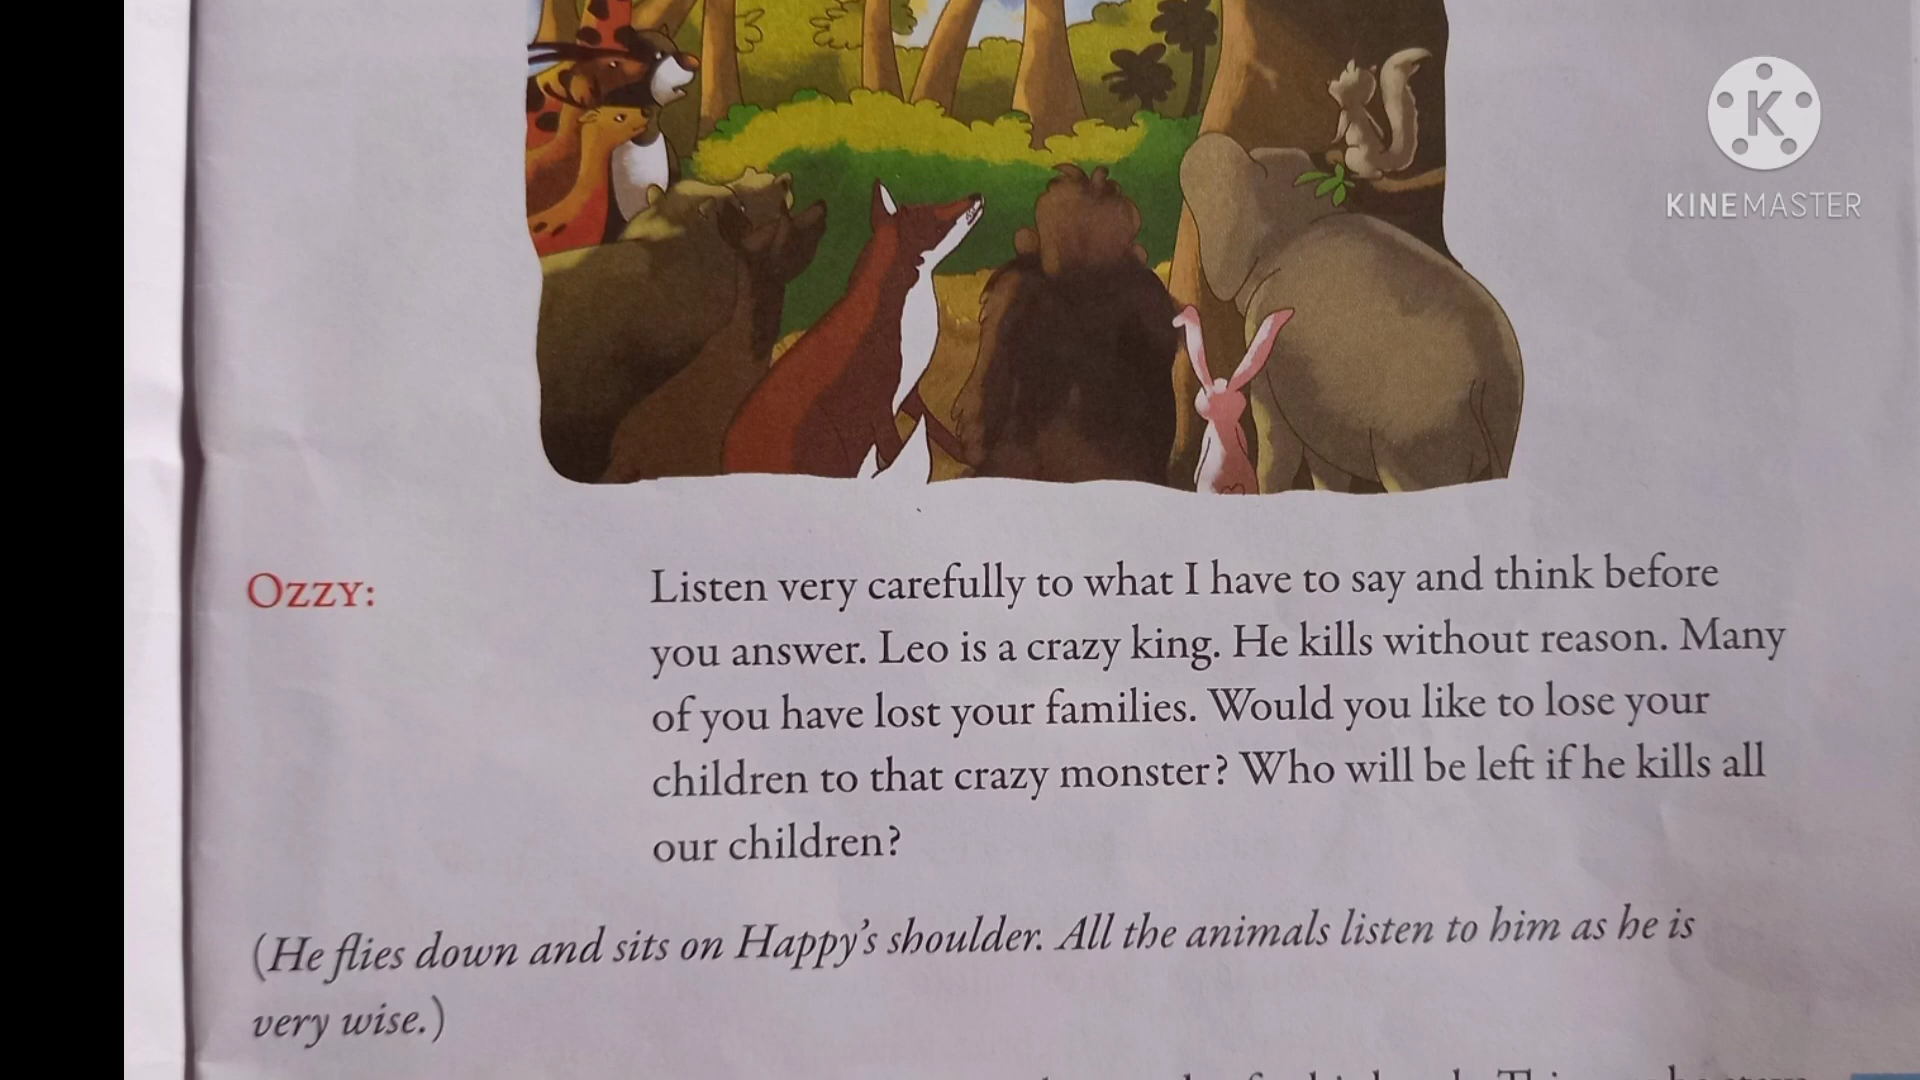 KINEMASTER
OZZY: Listen very carefully to what I have to say and think before
you answer. Leo is a crazy king. He kills without reason. Many
of you have lost your families. Would you like to lose your
children to that crazy monster? Who will be left if he kills all
our children?
(He flies down and sits on Happy's shoulder. All the animals listen to him as he is
very wise.)